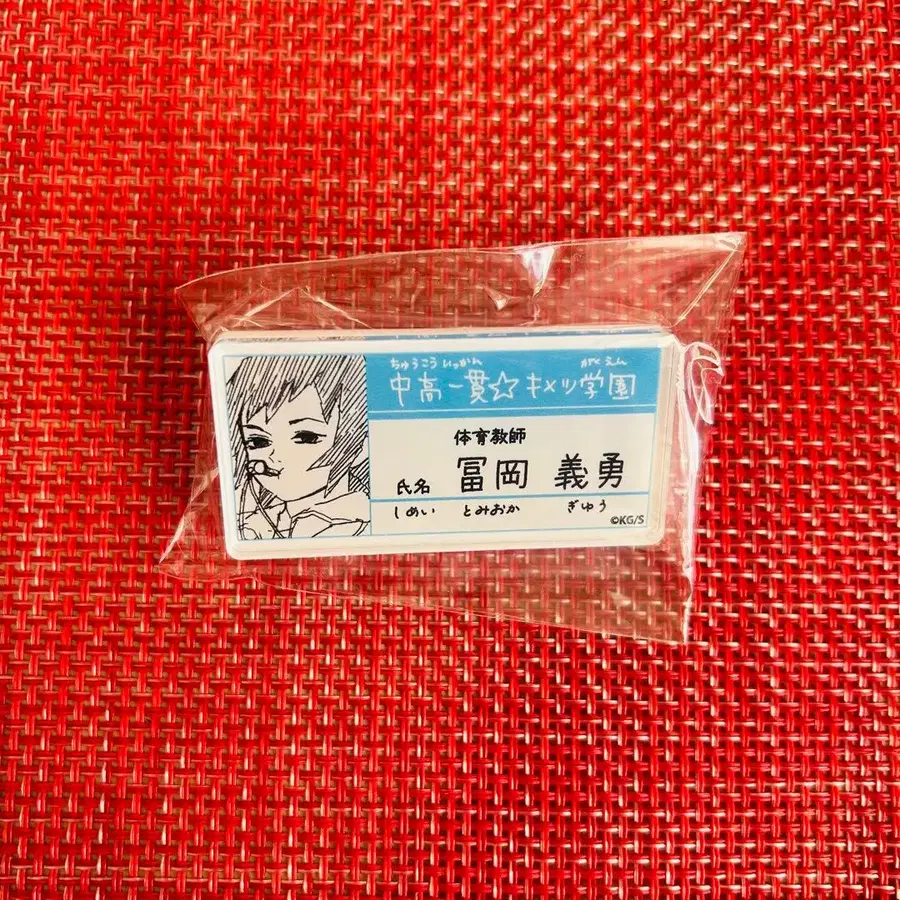 ちゅうこういっかん がくえん
中高一貫☆キメツ学園
体育教師
氏名 冨岡 義勇
しめい とみおか ぎゆう
©KG/S